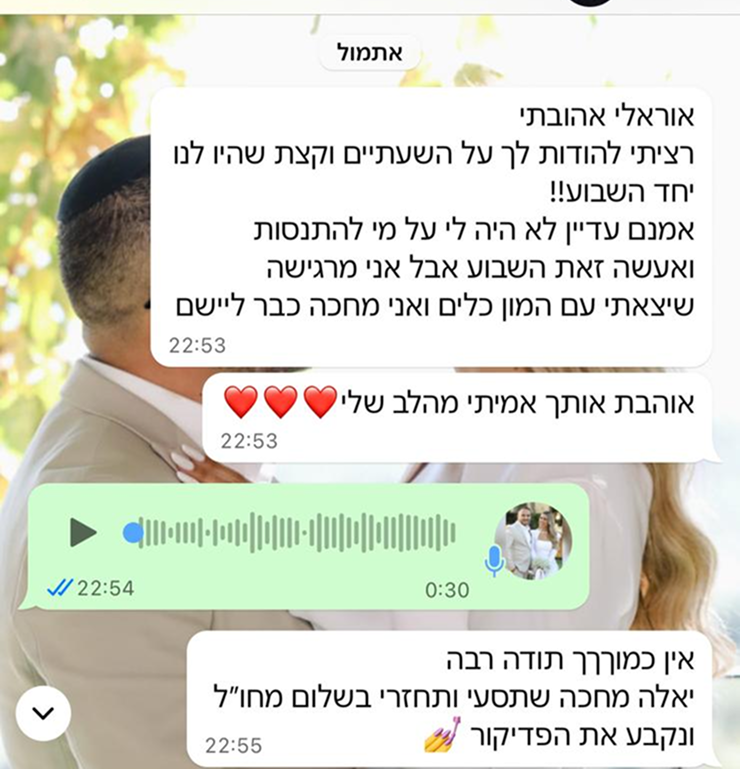 אתמול
אוראלי אהובתי
רציתי להודות לך על השעתיים וקצת שהיו לנו
יחד השבוע!!
אמנם עדיין לא היה לי על מי להתנסות
ואעשה זאת השבוע אבל אני מרגישה
שיצאתי עם המון כלים ואני מחכה כבר ליישם
22:53
אוהבת אותך אמיתי מהלב שלי❤️❤️❤️
22:53
22:54
0:30
אין כמוךךך תודה רבה
יאלה מחכה שתסעי ותחזרי בשלום מחו״ל
ונקבע את הפדיקור 💅
22:55